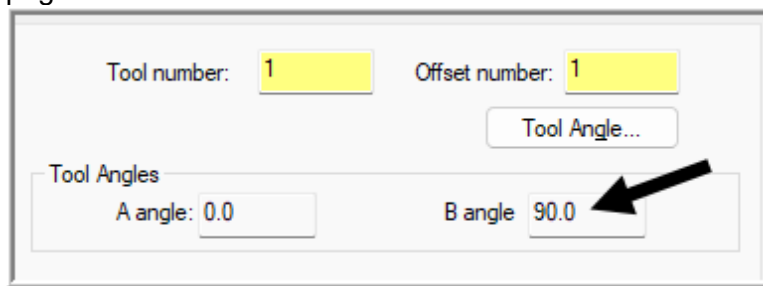 Tool number: 1 Offset number: 1
Tool Angle...
Tool Angles
A angle: 0.0 B angle 90.0